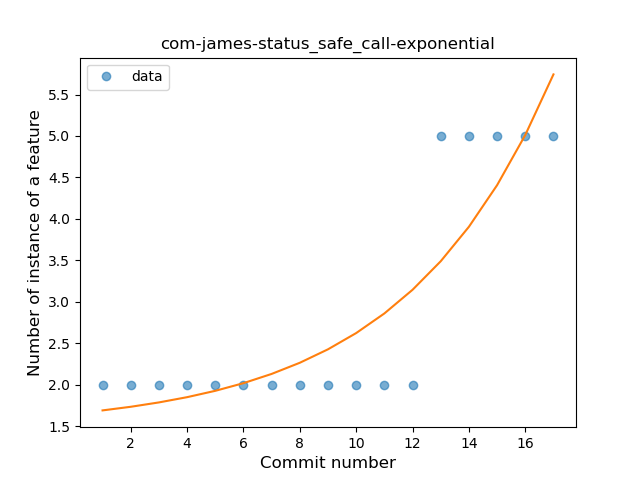 com-james-status_safe_call-exponential
data
Number of instance of a feature
5.5
5.0
4.5
4.0
3.5
3.0
2.5
2.0
1.5
2 4 6 8 10 12 14 16
Commit number